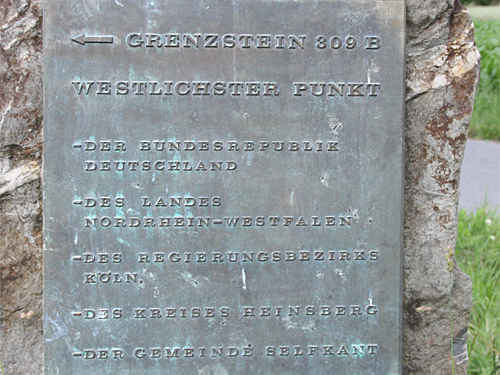 ← GRENZSTEIN 309 B
WESTLICHSTER PUNKT
-DER BUNDESREPUBLIK
DEUTSCHLAND
-DES LANDES
NORDRHEIN-WESTFALEN
-DES REGIERUNGSBEZIRKS
KÖLN,
-DES KREISES HEINSBERG
-DER GEMEINDE SELFKANT